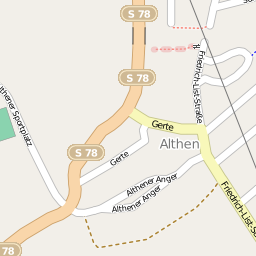 S 78
S 78
Friedrich-List-Straße
Althener Sportplatz
Gerte
Althen
S 78
Gerte
Althener Anger
Althener Anger
Friedrich-List-S
S 78